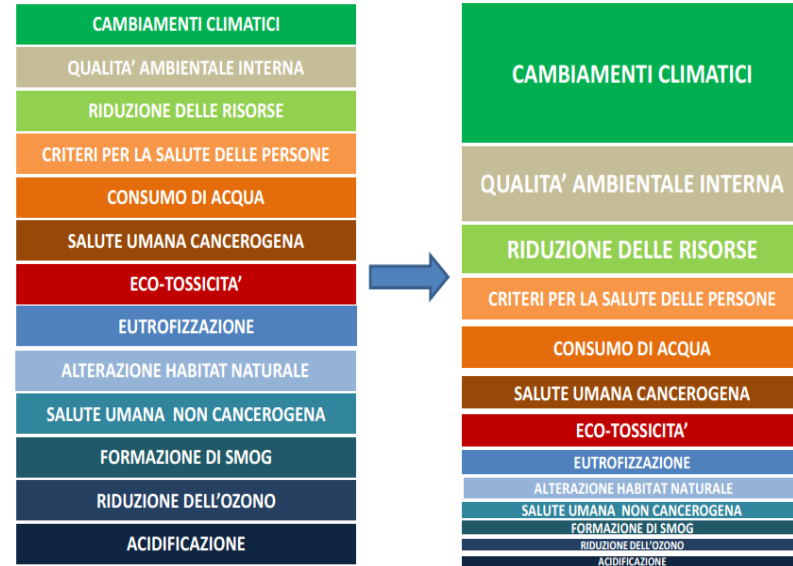 CAMBIAMENTI CLIMATICI
QUALITA' AMBIENTALE INTERNA
RIDUZIONE DELLE RISORSE
CRITERI PER LA SALUTE DELLE PERSONE
CONSUMO DI ACQUA
SALUTE UMANA CANCEROGENA
ECO-TOSSICITA'
EUTROFIZZAZIONE
ALTERAZIONE HABITAT NATURALE
SALUTE UMANA NON CANCEROGENA
FORMAZIONE DI SMOG
RIDUZIONE DELL'OZONO
ACIDIFICAZIONE
CAMBIAMENTI CLIMATICI
QUALITA' AMBIENTALE INTERNA
RIDUZIONE DELLE RISORSE
CRITERI PER LA SALUTE DELLE PERSONE
CONSUMO DI ACQUA
SALUTE UMANA CANCEROGENA
ECO-TOSSICITA'
EUTROFIZZAZIONE
ALTERAZIONE HABITAT NATURALE
SALUTE UMANA NON CANCEROGENA
FORMAZIONE DI SMOG
RIDUZIONE DELL'OZONO
ACIDIFICAZIONE